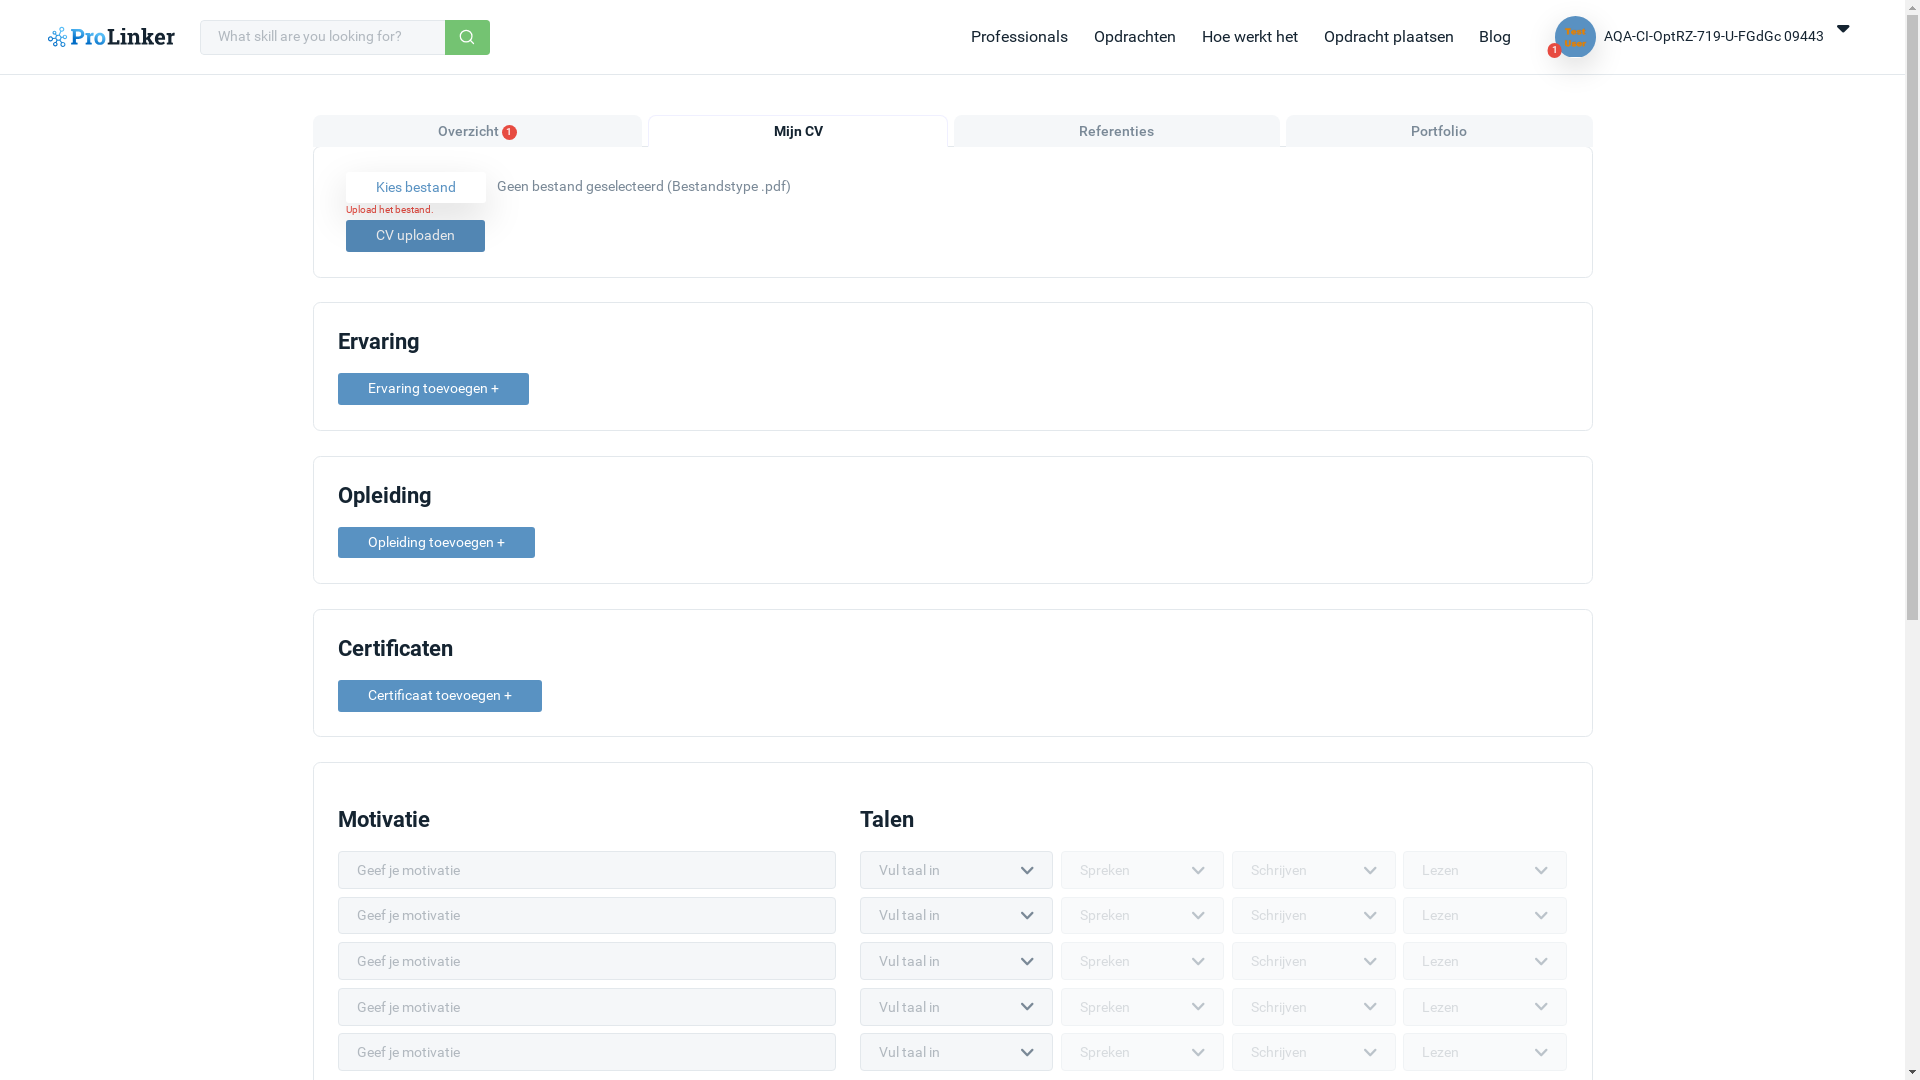 ProLinker
What skill are you looking for?
Professionals
Opdrachten
Hoe werkt het
Opdracht plaatsen
Blog
Test
User
1
AQA-CI-OptRZ-719-U-FGdGc 09443
Overzicht 1
Mijn CV
Referenties
Portfolio
Kies bestand
Geen bestand geselecteerd (Bestandstype .pdf)
Upload het bestand.
CV uploaden
Ervaring
Ervaring toevoegen +
Opleiding
Opleiding toevoegen +
Certificaten
Certificaat toevoegen +
Motivatie
Geef je motivatie
Geef je motivatie
Geef je motivatie
Geef je motivatie
Geef je motivatie
Talen
Vul taal in Spreken Schrijven Lezen
Vul taal in Spreken Schrijven Lezen
Vul taal in Spreken Schrijven Lezen
Vul taal in Spreken Schrijven Lezen
Vul taal in Spreken Schrijven Lezen